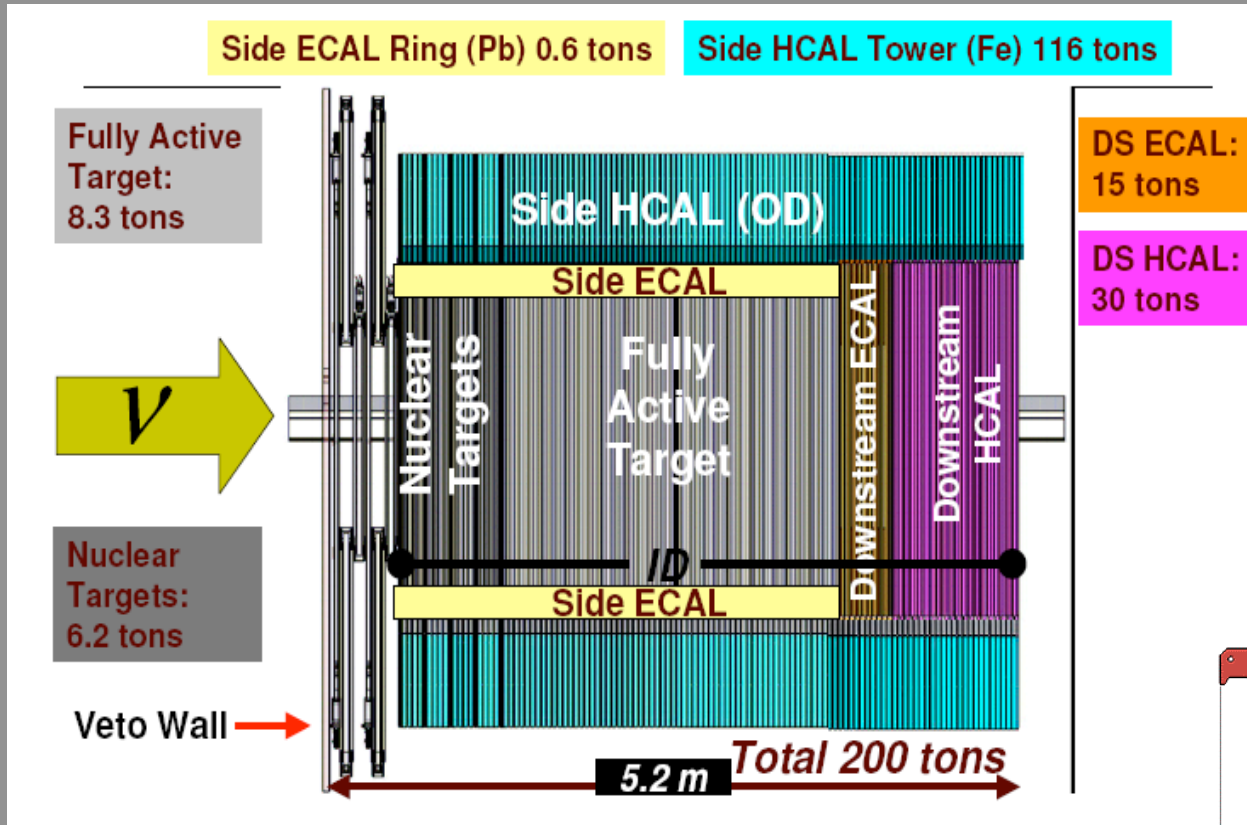 Side ECAL Ring (Pb) 0.6 tons
Side HCAL Tower (Fe) 116 tons
Fully Active
Target:
8.3 tons
DS ECAL:
15 tons
DS HCAL:
30 tons
Side HCAL (OD)
Side ECAL
Nuclear
Targets
Fully
Active
Target
Downstream ECAL
Downstream
HCAL
ν
ID
Side ECAL
Nuclear
Targets:
6.2 tons
Veto Wall
Total 200 tons
5.2 m